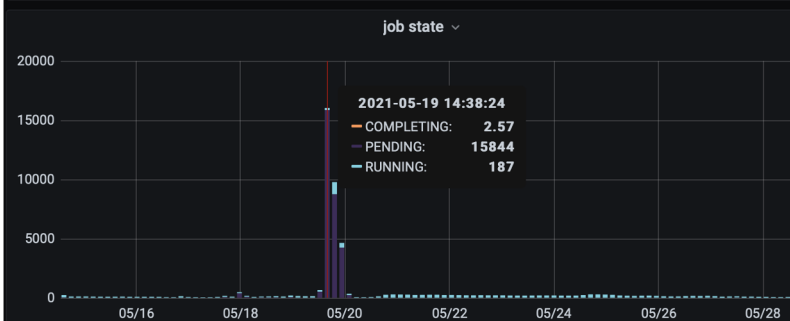 job state
20000
15000
10000
5000
0
2021-05-19 14:38:24
COMPLETING: 2.57
PENDING: 15844
RUNNING: 187
05/16 05/18 05/20 05/22 05/24 05/26 05/28